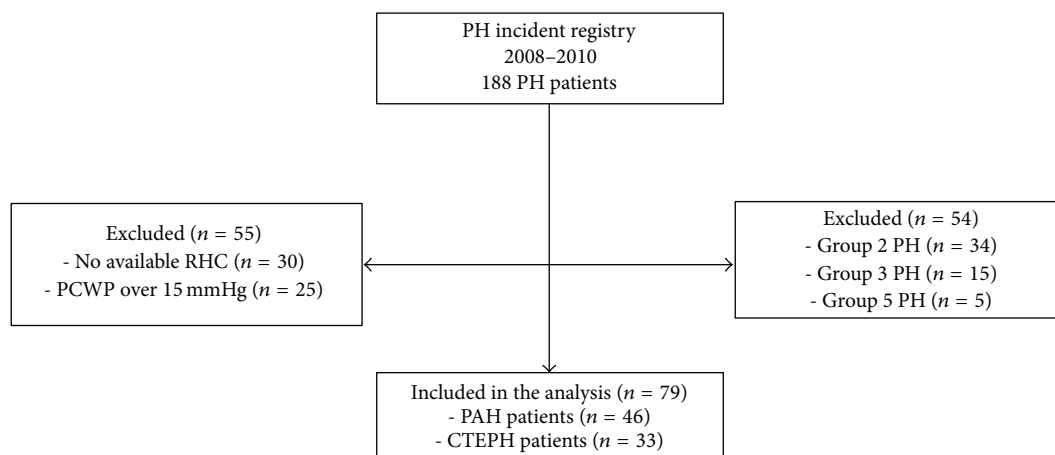 PH incident registry
2008–2010
188 PH patients
Excluded (n = 55)
- No available RHC (n = 30)
- PCWP over 15 mmHg (n = 25)
Excluded (n = 54)
- Group 2 PH (n = 34)
- Group 3 PH (n = 15)
- Group 5 PH (n = 5)
Included in the analysis (n = 79)
- PAH patients (n = 46)
- CTEPH patients (n = 33)